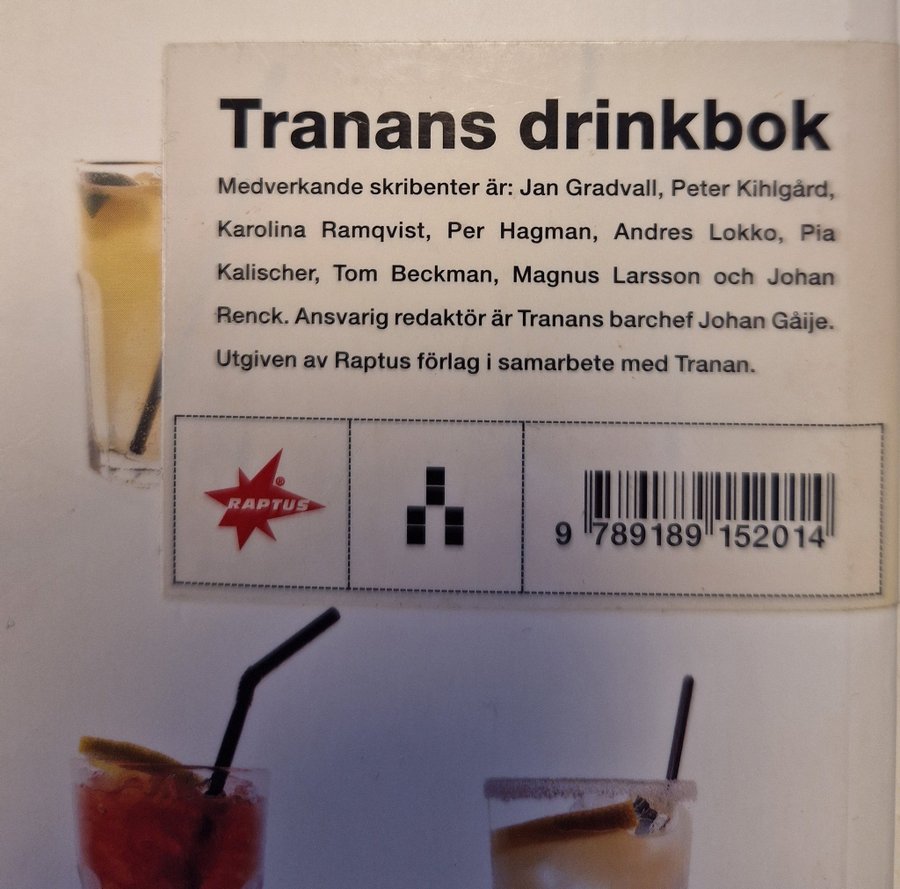 Tranans drinkbok
Medverkande skribenter är: Jan Gradvall, Peter Kihlgård,
Karolina Ramqvist, Per Hagman, Andres Lokko, Pia
Kalischer, Tom Beckman, Magnus Larsson och Johan
Renck. Ansvarig redaktör är Tranans barchef Johan Gåije.
Utgiven av Raptus förlag i samarbete med Tranan.
RAPTUS®
9 789189 152014